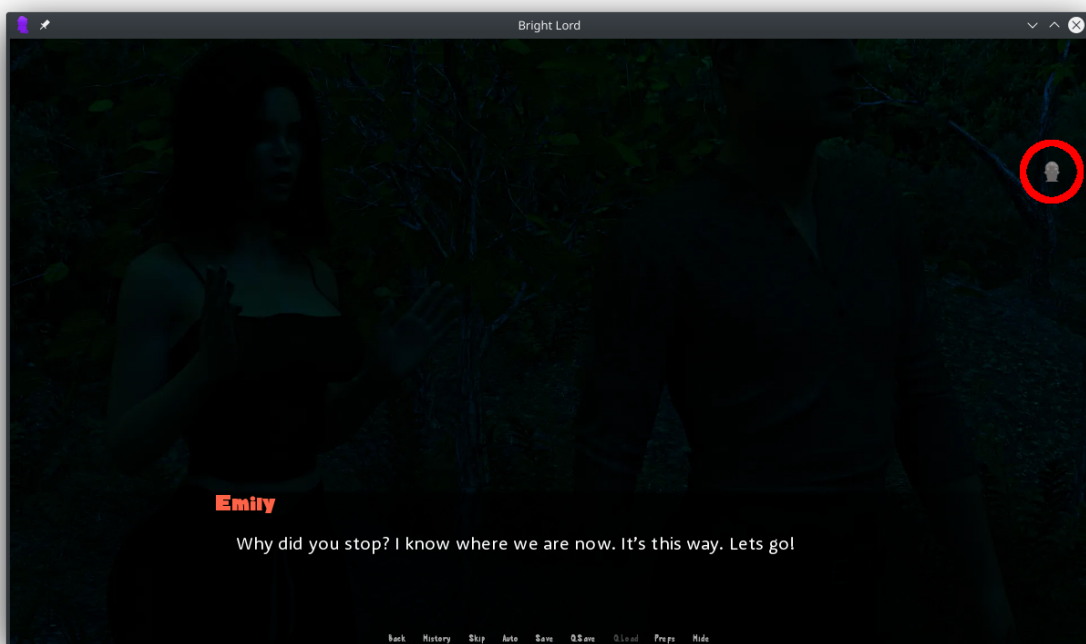 Bright Lord
Emily
Why did you stop? I know where we are now. It's this way. Lets go!
Back History Skip Auto Save Q.Save Q.Load Prefs Hide